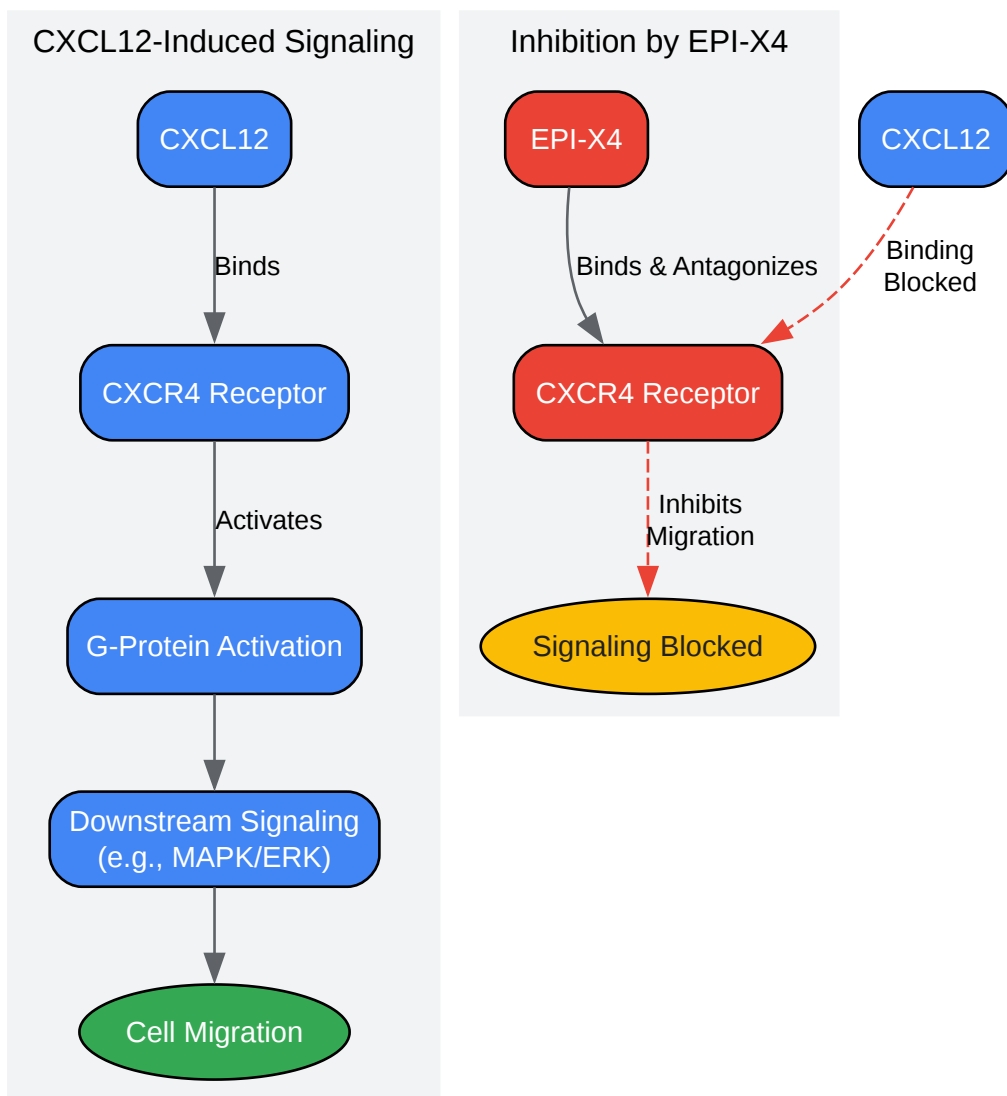 CXCL12-Induced Signaling
CXCL12
Binds
CXCR4 Receptor
Activates
G-Protein Activation
Downstream Signaling
(e.g., MAPK/ERK)
Cell Migration
Inhibition by EPI-X4
EPI-X4
CXCL12
Binds & Antagonizes
Binding
Blocked
CXCR4 Receptor
Inhibits
Migration
Signaling Blocked